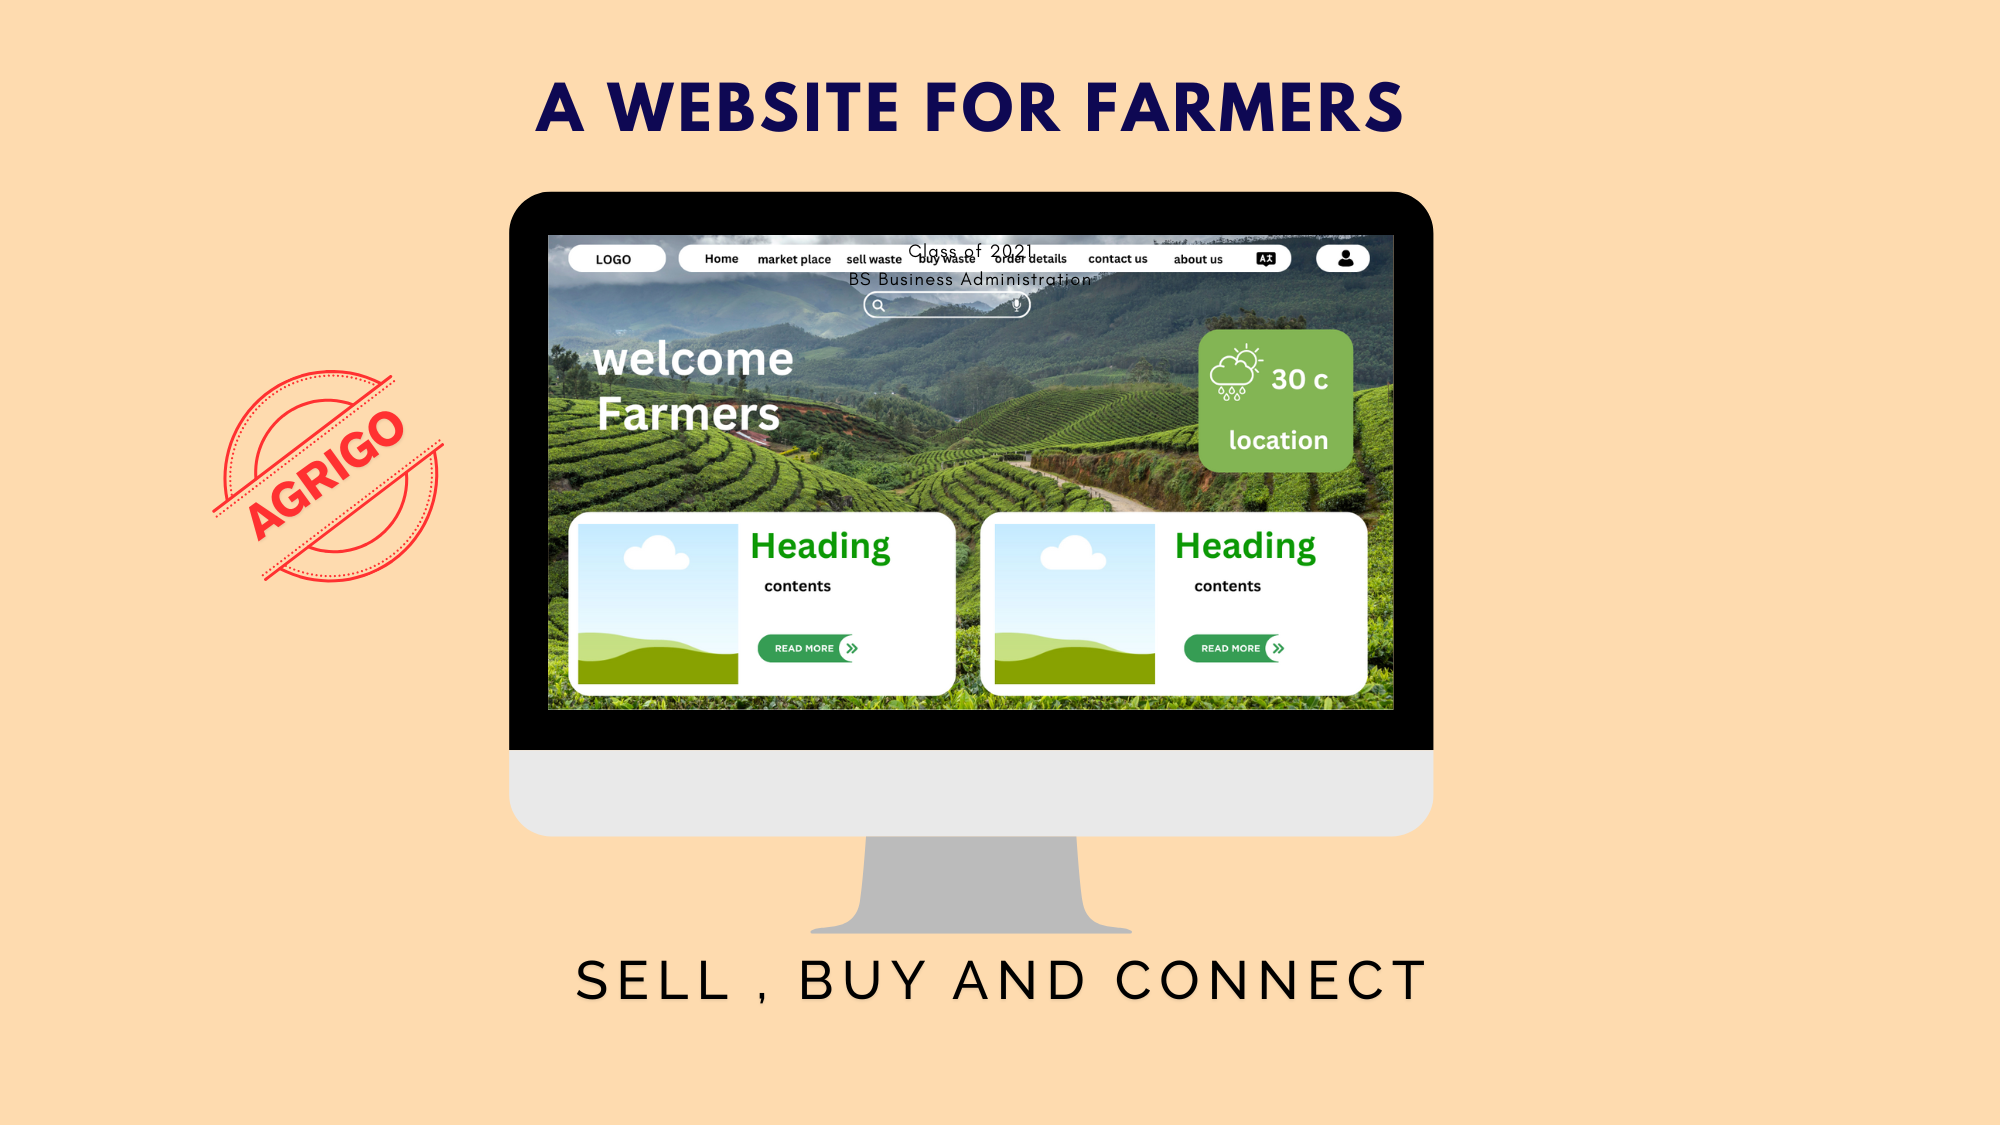 A WEBSITE FOR FARMERS
Class of 2021
LOGO
Home market place sell waste buy waste order details contact us about us
BS Business Administration
welcome
Farmers
30 c
location
AGRIGO
Heading
contents
READ MORE
Heading
contents
READ MORE
SELL , BUY AND CONNECT